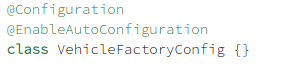 @Configuration
@EnableAutoConfiguration
class VehicleFactoryConfig {}